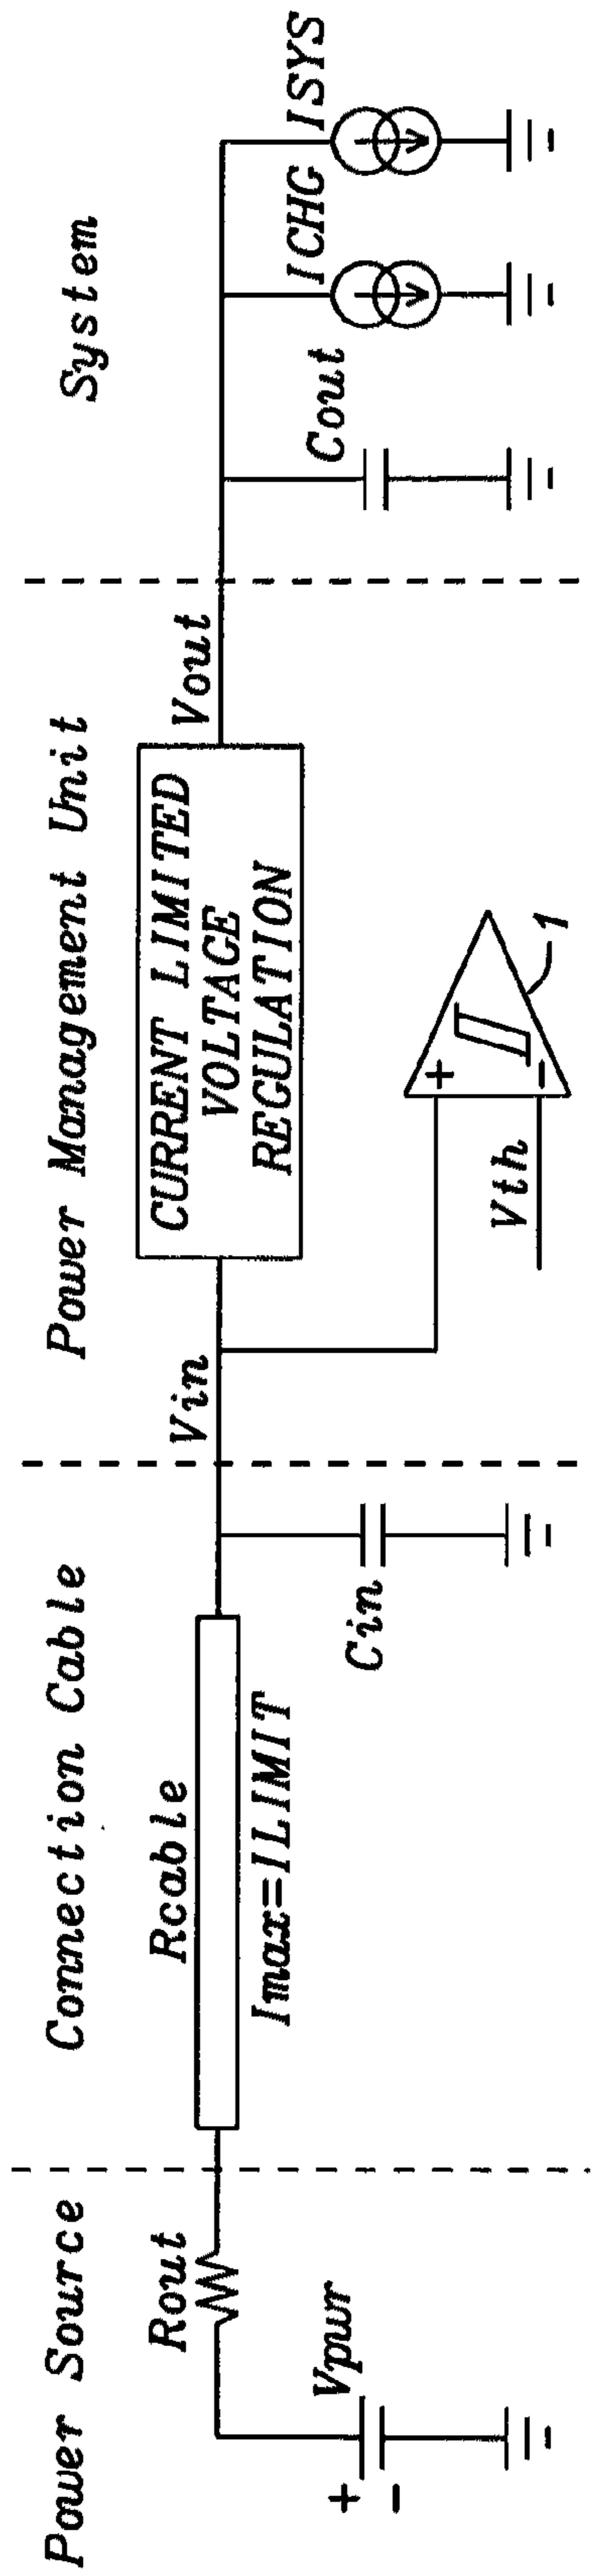 Power Source
Connection Cable
Power Management Unit
System
Rout
Rcable
Vin
CURRENT LIMITED
VOLTAGE
REGULATION
Vout
Imax=ILIMIT
Vpwr
+
-
Cin
Vth
+
-
1
Cout
ICHG
ISYS